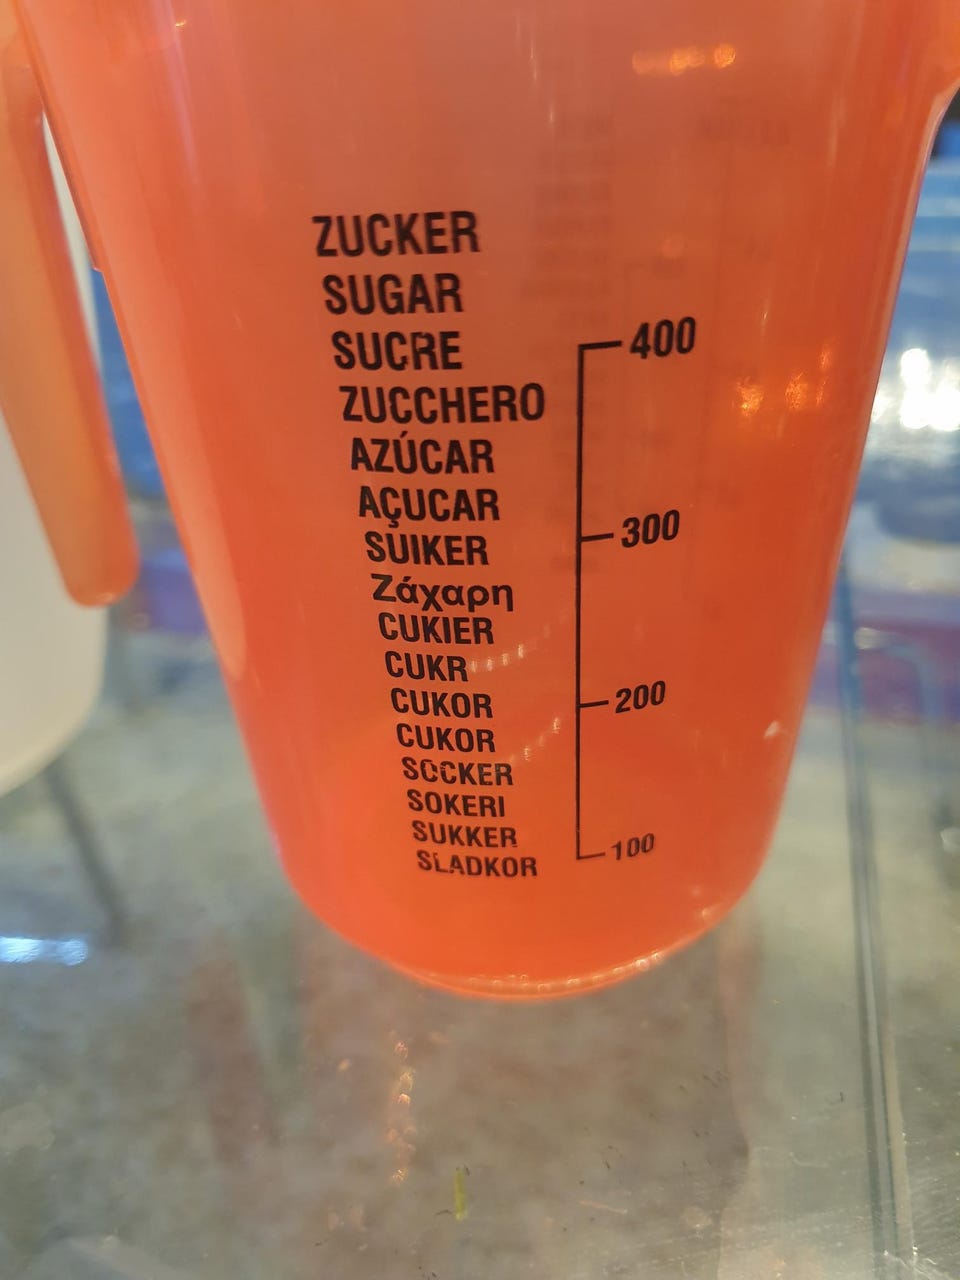 ZUCKER
SUGAR
SUCRE
ZUCCHERO
AZÚCAR
AÇUCAR
SUIKER
Ζάχαρη
CUKIER
CUKR
CUKOR
CUKOR
SOCKER
SOKERI
SUKKER
SLADKOR
400
300
200
100